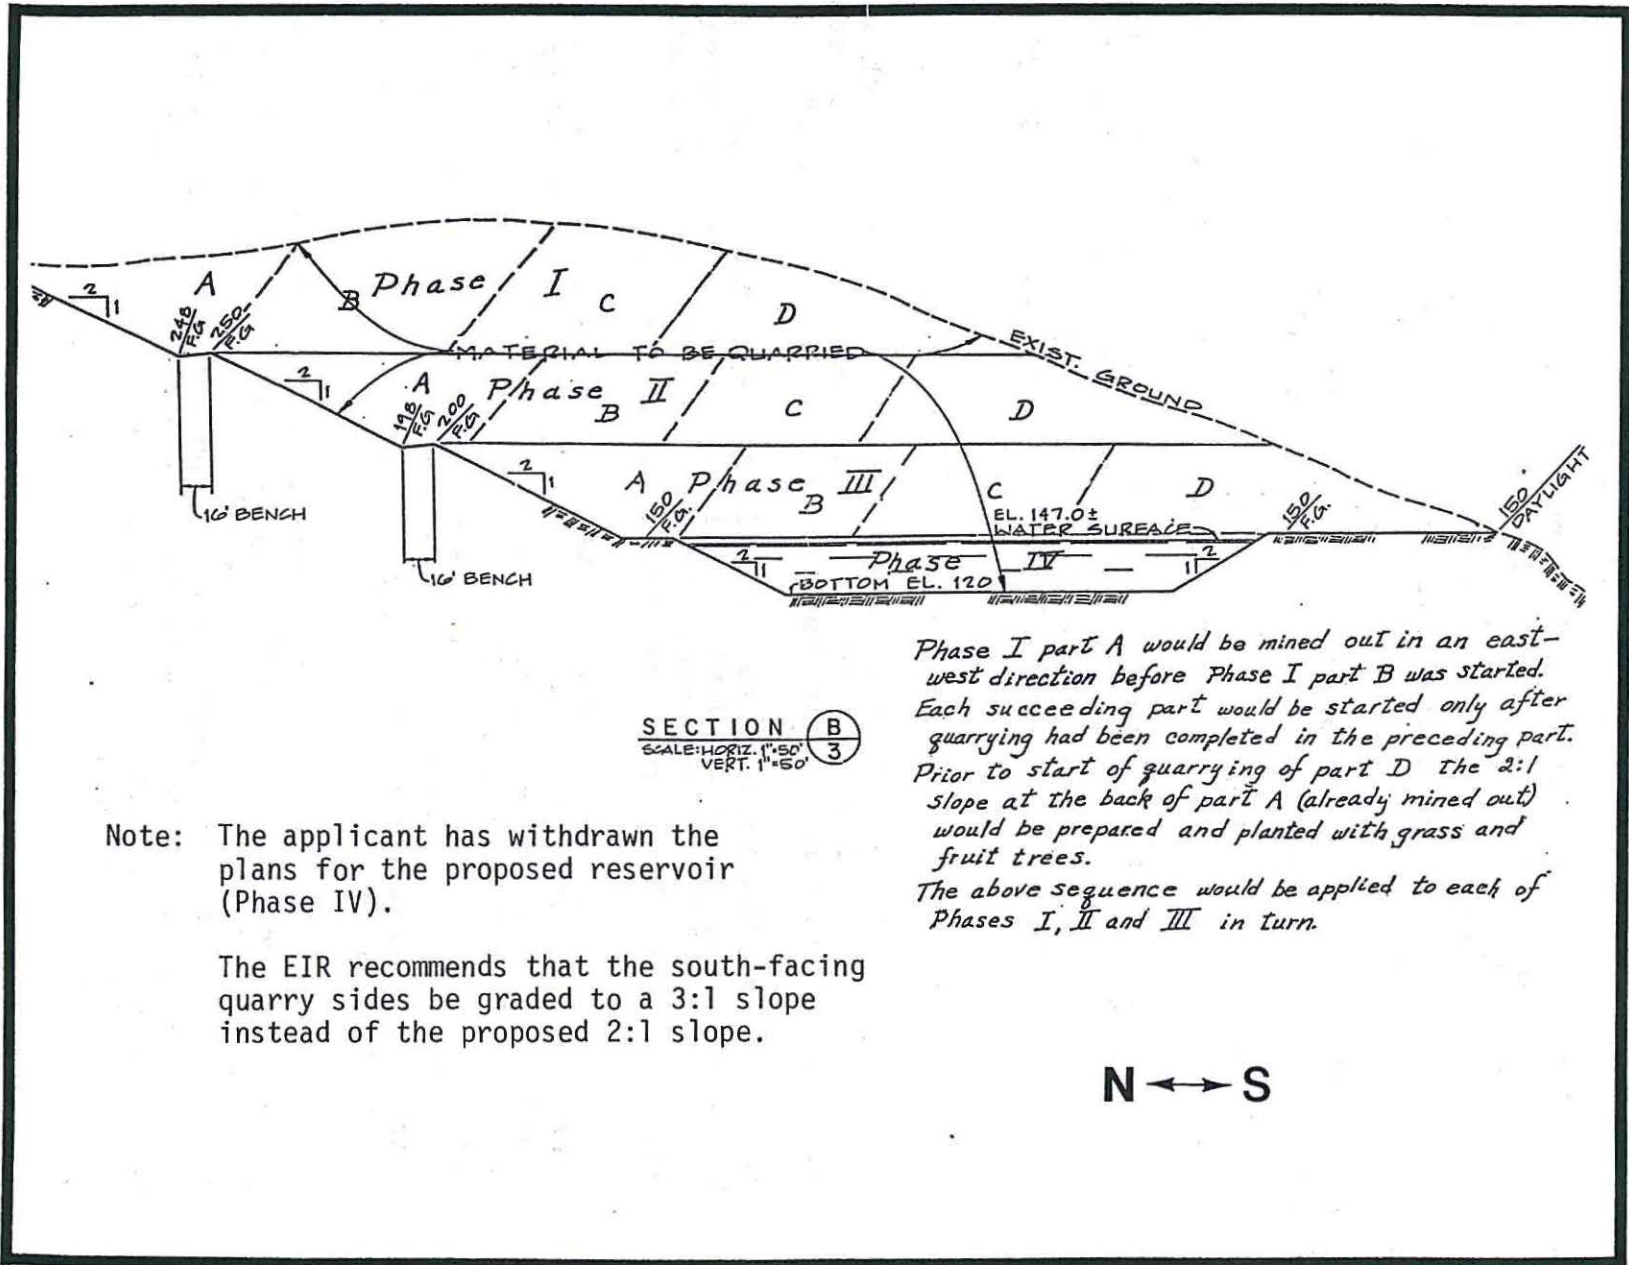 A
B
Phase I
C
D
2
1
248
F.G
250
F.G
MATERIAL TO BE QUARRIED
EXIST. GROUND
2
1
A
Phase II
B
C
D
198
F.G
200
F.G
16' BENCH
2
1
A
Phase III
B
C
D
150
F.G.
EL. 147.0±
WATER SURFACE
150
F.G.
150
DAYLIGHT
16' BENCH
2
1
Phase IV
2
1
BOTTOM EL. 120
SECTION B
3
SCALE: HORIZ. 1"=50'
VERT. 1"=50'
Phase I part A would be mined out in an east-
west direction before Phase I part B was started.
Each succeeding part would be started only after
quarrying had been completed in the preceding part.
Prior to start of quarrying of part D the 2:1
slope at the back of part A (already mined out)
would be prepared and planted with grass and
fruit trees.
The above sequence would be applied to each of
Phases I, II and III in turn.
Note: The applicant has withdrawn the
plans for the proposed reservoir
(Phase IV).
The EIR recommends that the south-facing
quarry sides be graded to a 3:1 slope
instead of the proposed 2:1 slope.
N S